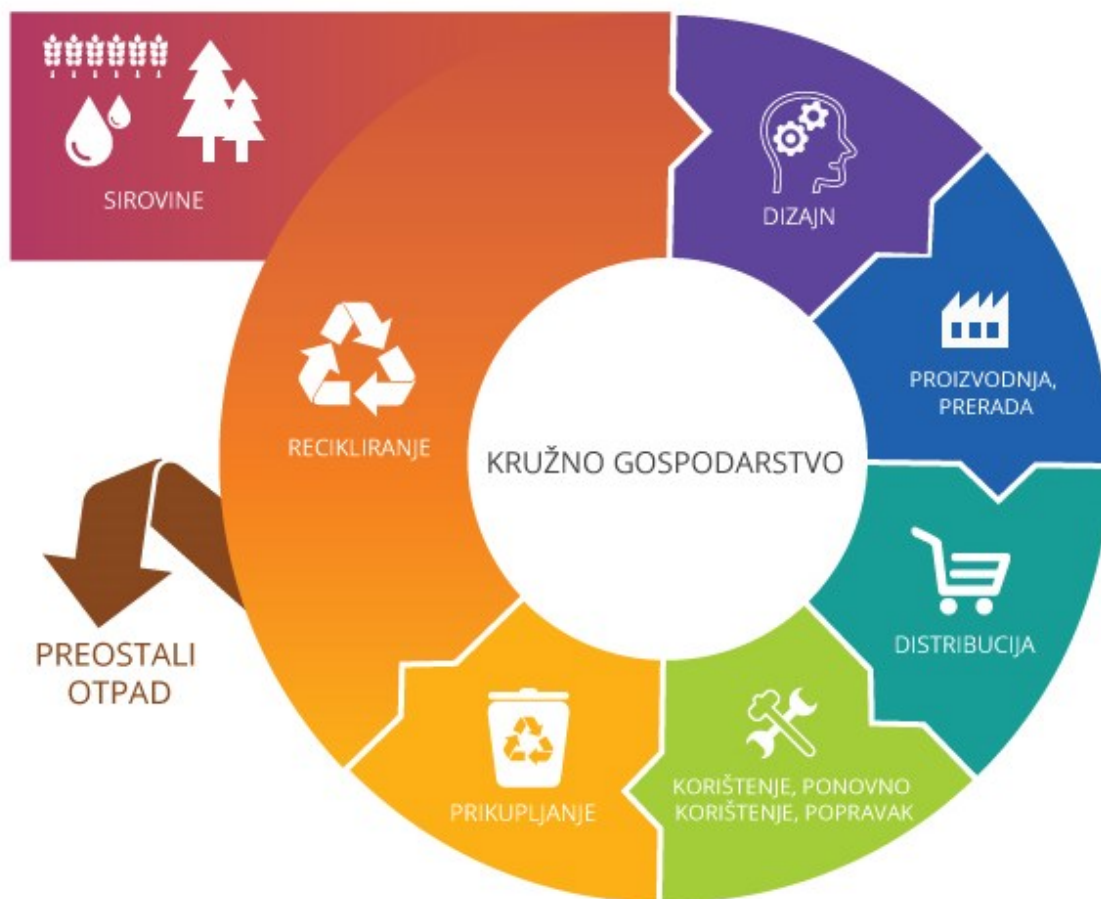 SIROVINE
DIZAJN
PROIZVODNJA,
PRERADA
RECIKLIRANJE
KRUŽNO GOSPODARSTVO
DISTRIBUCIJA
PREOSTALI
OTPAD
KORIŠTENJE, PONOVNO
KORIŠTENJE, POPRAVAK
PRIKUPLJANJE